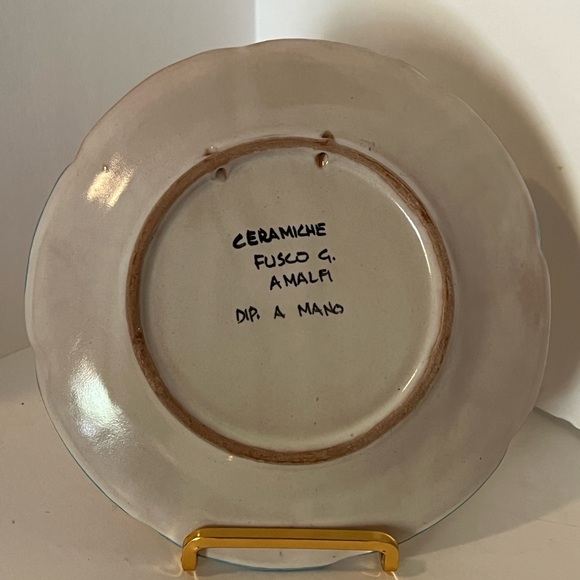 CERAMICHE
FUSCO G.
AMALFI
DIP. A MANO